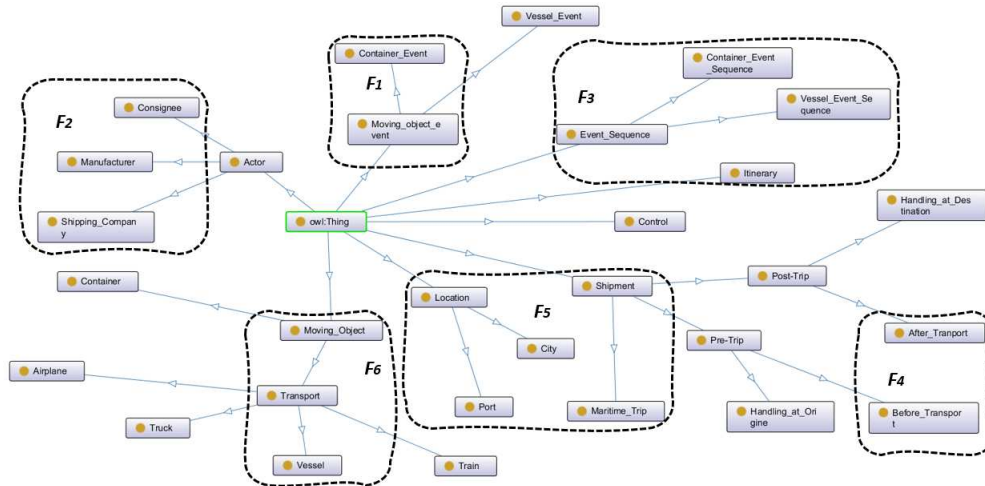 Vessel_Event
Container_Event
F1
Moving_object_e
vent
Container_Event
_Sequence
F3
Vessel_Event_Se
quence
Event_Sequence
Itinerary
Consignee
F2
Manufacturer
Actor
Shipping_Compan
y
owl:Thing
Control
Handling_at_Des
tination
Post-Trip
Container
Location
Shipment
F5
Moving_Object
City
Pre-Trip
After_Tranport
F6
F4
Airplane
Transport
Port
Maritime_Trip
Handling_at_Ori
gine
Before_Transpor
t
Truck
Vessel
Train